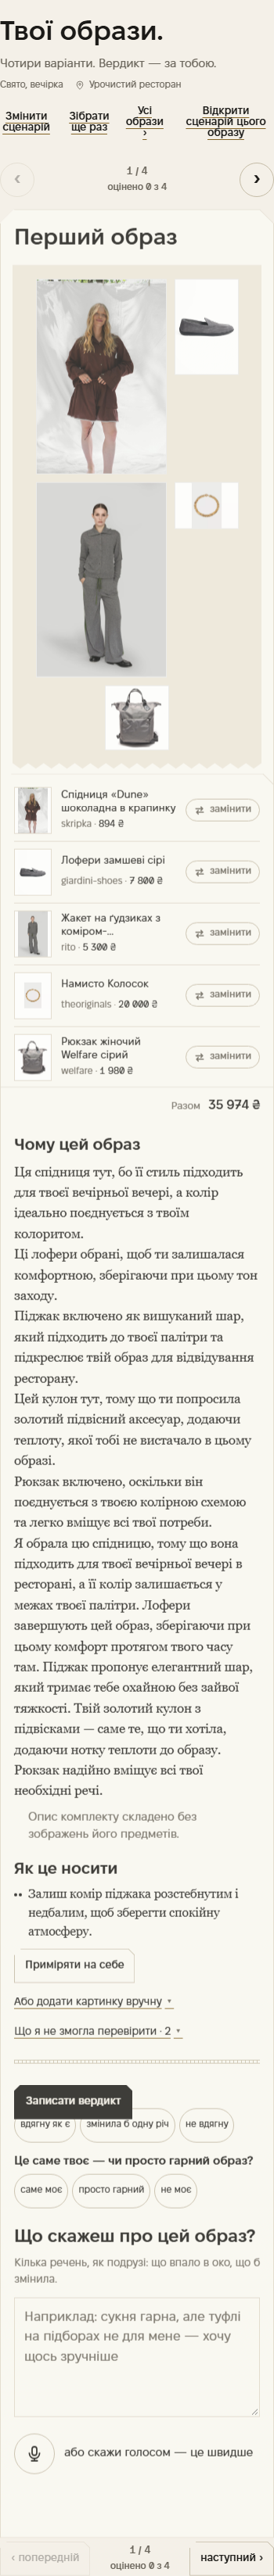 Твої образи.
Чотири варіанти. Вердикт — за тобою.
Свято, вечірка Урочистий ресторан
Змінити
сценарій
Зібрати
ще раз
Усі
образи
›
Відкрити
сценарій цього
образу
‹
1 / 4
оцінено 0 з 4
›
Перший образ
Спідниця «Dune»
шоколадна в крапинку
skripka · 894 ₴
замінити
Лофери замшеві сірі
giardini-shoes · 7 800 ₴
замінити
Жакет на ґудзиках з
коміром-...
rito · 5 300 ₴
замінити
Намисто Колосок
theoriginals · 20 000 ₴
замінити
Рюкзак жіночий
Welfare сірий
welfare · 1 980 ₴
замінити
Разом 35 974 ₴
Чому цей образ
Ця спідниця тут, бо її стиль підходить
для твоєї вечірньої вечері, а колір
ідеально поєднується з твоїм
колоритом.
Ці лофери обрані, щоб ти залишалася
комфортною, зберігаючи при цьому тон
заходу.
Піджак включено як вишуканий шар,
який підходить до твоєї палітри та
підкреслює твій образ для відвідування
ресторану.
Цей кулон тут, тому що ти попросила
золотий підвісний аксесуар, додаючи
теплоту, якої тобі не вистачало в цьому
образі.
Рюкзак включено, оскільки він
поєднується з твоєю колірною схемою
та легко вміщує всі твої потреби.
Я обрала цю спідницю, тому що вона
підходить для твоєї вечірньої вечері в
ресторані, а її колір залишається у
межах твоєї палітри. Лофери
завершують цей образ, зберігаючи при
цьому комфорт протягом твого часу
там. Піджак пропонує елегантний шар,
який тримає тебе охайною без зайвої
тяжкості. Твій золотий кулон з
підвісками — саме те, що ти хотіла,
додаючи нотку теплоти до образу.
Рюкзак надійно вміщує всі твої
необхідні речі.
Опис комплекту складено без
зображень його предметів.
Як це носити
Залиш комір піджака розстебнутим і
недбалим, щоб зберегти спокійну
атмосферу.
Приміряти на себе
Або додати картинку вручну
Що я не змогла перевірити · 2
Записати вердикт
вдягну як є
змінила б одну річ
не вдягну
Це саме твоє — чи просто гарний образ?
саме моє
просто гарний
не моє
Що скажеш про цей образ?
Кілька речень, як подрузі: що впало в око, що б
змінила.
Наприклад: сукня гарна, але туфлі
на підборах не для мене — хочу
щось зручніше
або скажи голосом — це швидше
‹ попередній
1 / 4
оцінено 0 з 4
наступний ›